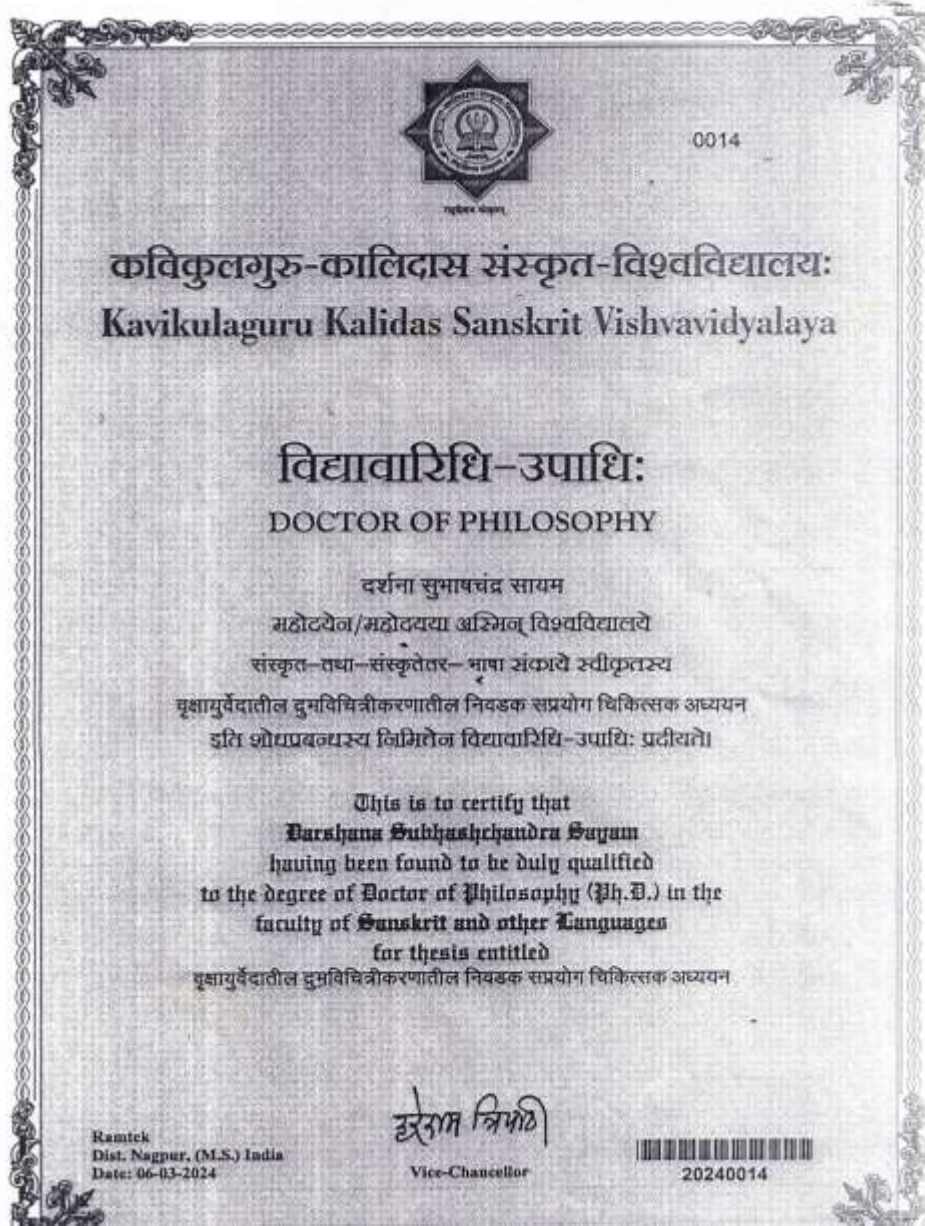 0014
कविकुलगुरु-कालिदास संस्कृत-विश्वविद्यालयः
Kavikulaguru Kalidas Sanskrit Vishvavidyalaya
विद्यावारिधि-उपाधिः
DOCTOR OF PHILOSOPHY
दर्शना सुभाषचंद्र सायम
महोदयेन/महोदयया अस्मिन् विश्वविद्यालये
संस्कृत-तथा-संस्कृतेतर- भाषा संकाये स्वीकृतस्य
वृक्षायुर्वेदातील द्रुमविचित्रीकरणातील निवडक सप्रयोग चिकित्सक अध्ययन
इति शोधप्रबन्धस्य निमित्तेन विद्यावारिधि-उपाधिः प्रदीयते।
This is to certify that
Darshana Subhashchandra Sayam
having been found to be duly qualified
to the degree of Doctor of Philosophy (Ph.D.) in the
faculty of Sanskrit and other Languages
for thesis entitled
वृक्षायुर्वेदातील द्रुमविचित्रीकरणातील निवडक सप्रयोग चिकित्सक अध्ययन
हरेराम त्रिपाठी
Ramtek
Dist. Nagpur, (M.S.) India
Date: 06-03-2024
Vice-Chancellor
20240014